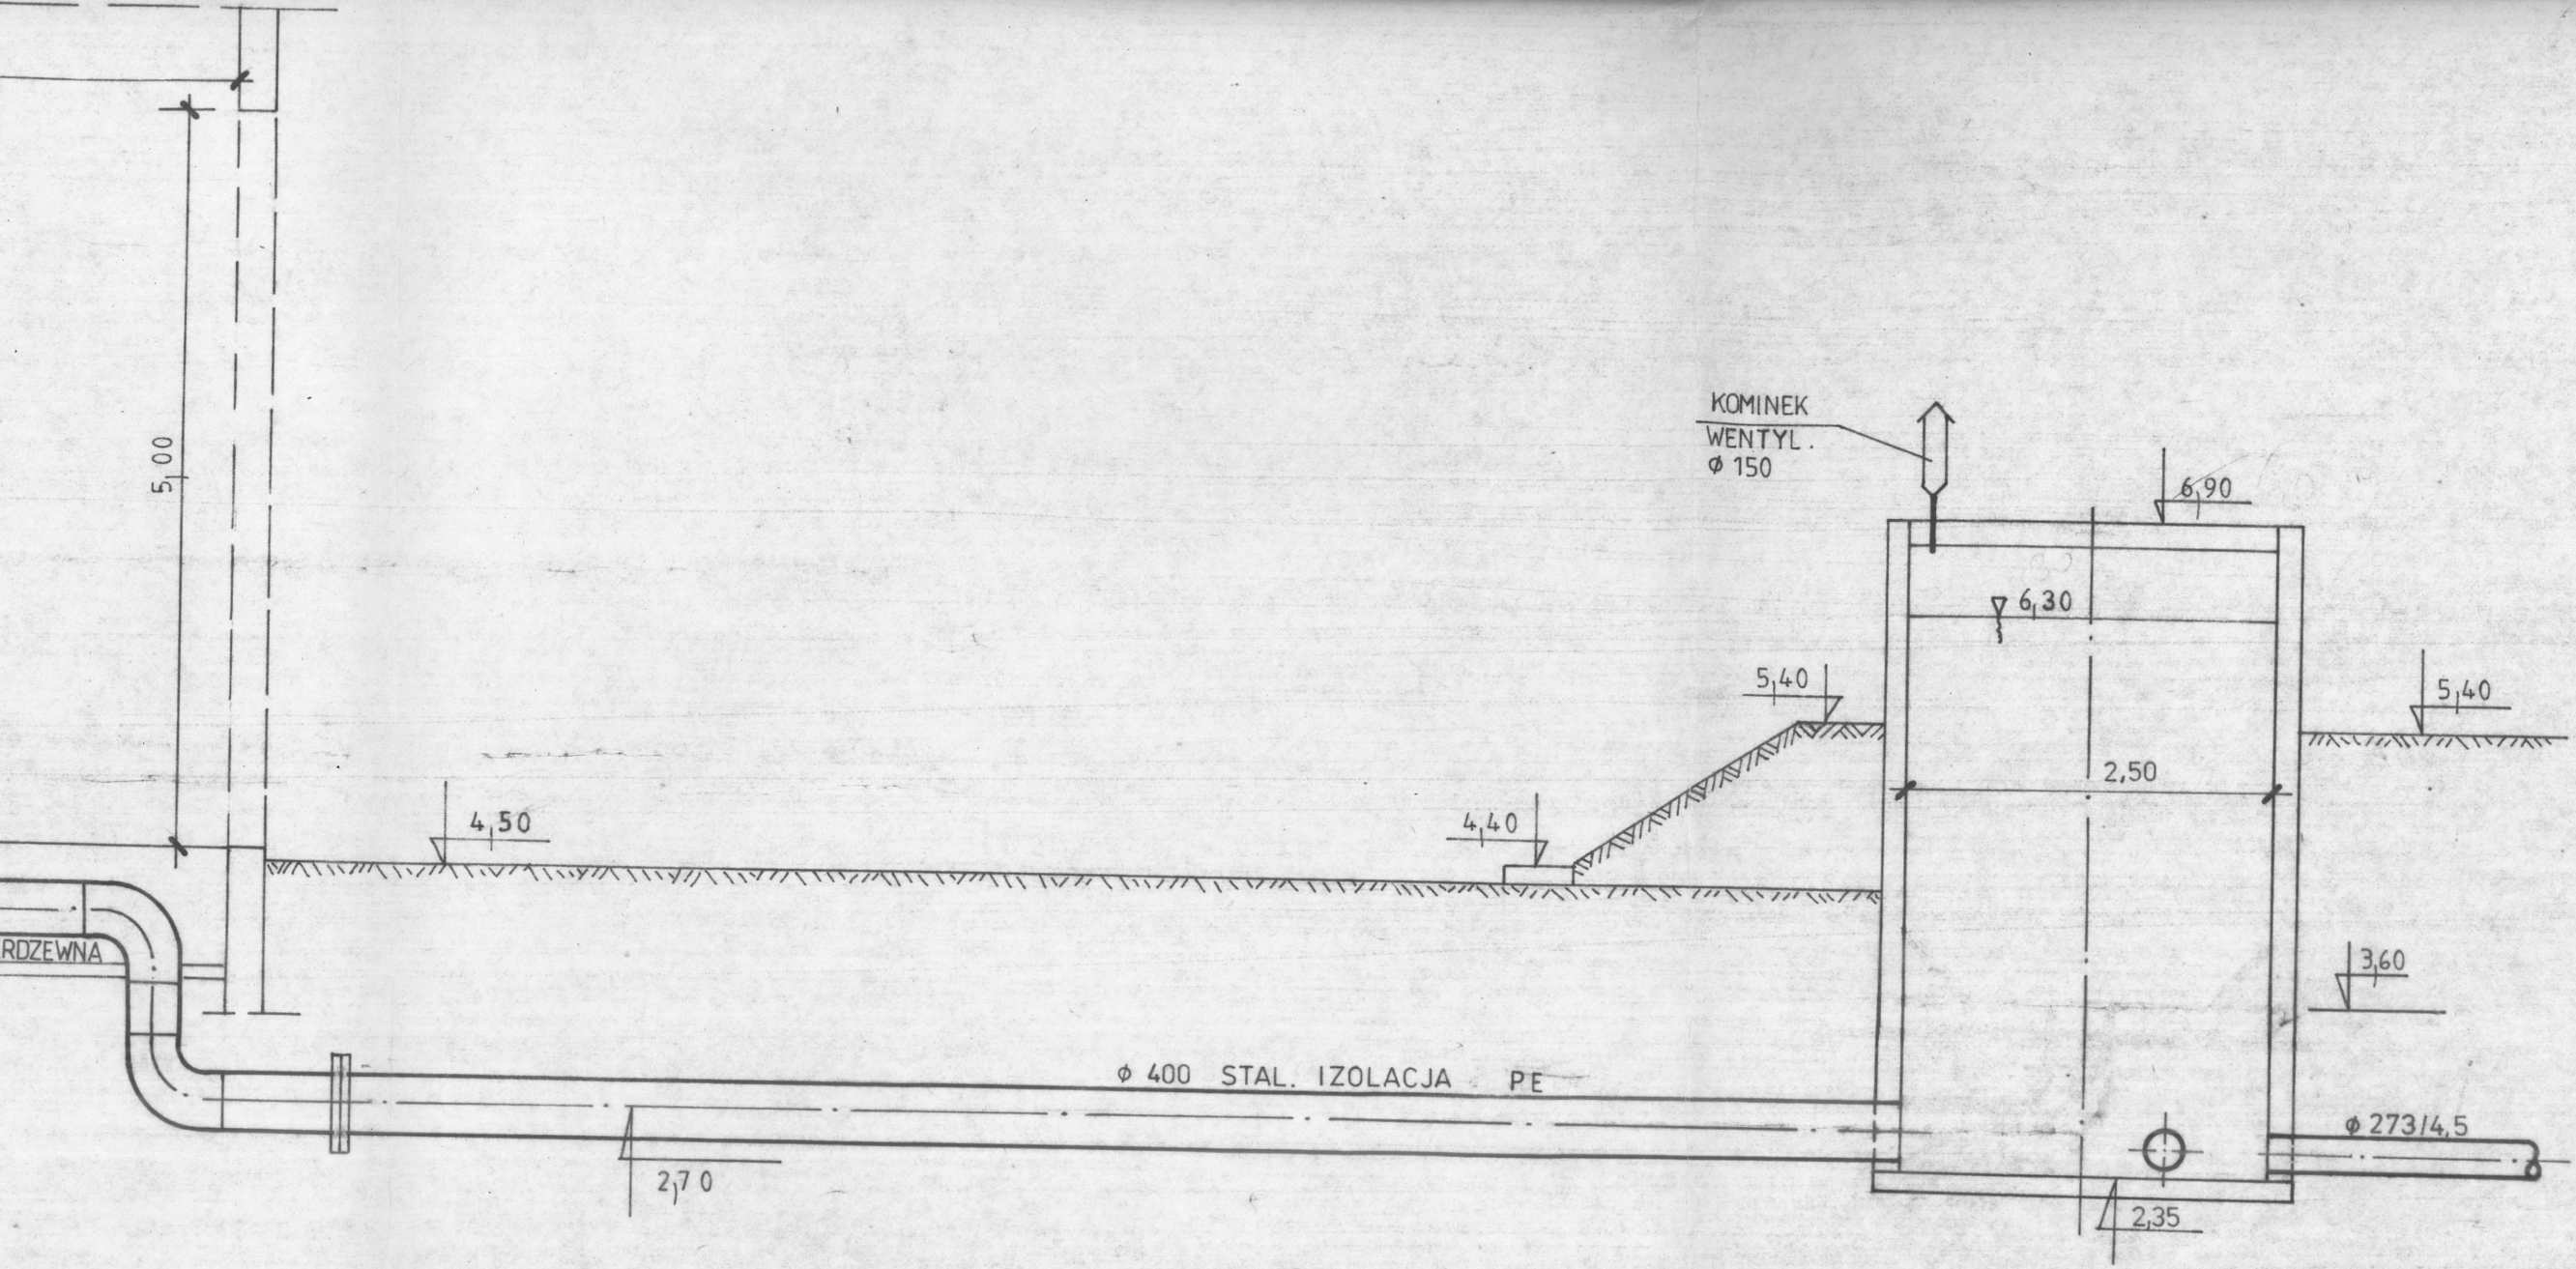 KOMINEK
WENTYL.
φ 150
6,90
6,30
5,00
5,40
5,40
2,50
4,50
4,40
RDZEWNA
3,60
φ 400 STAL. IZOLACJA PE
φ 273/4,5
2,70
2,35